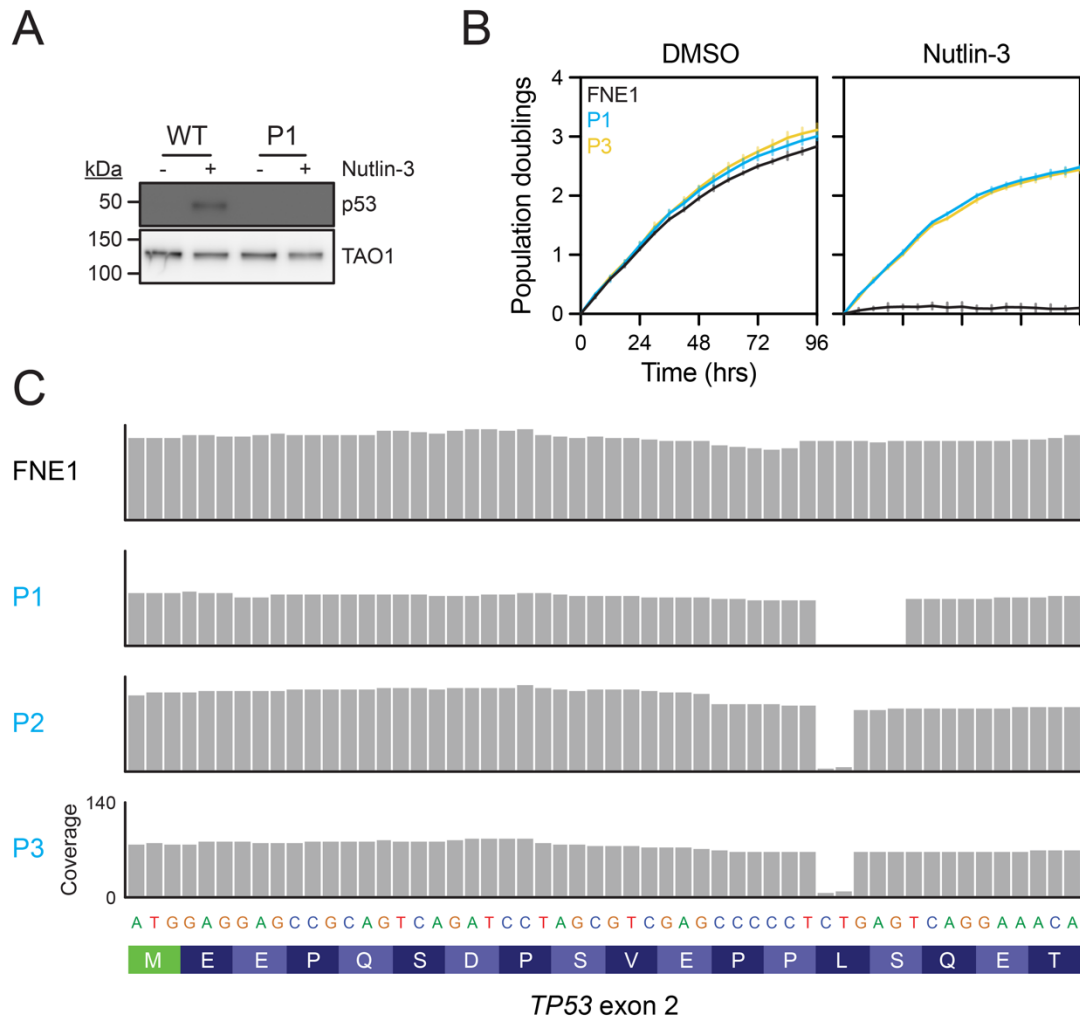 A
WT P1
kDa - + - + Nutlin-3
50 p53
150
100 TAO1
B
DMSO Nutlin-3
Population doublings
4
3
2
1
0
FNE1
P1
P3
0 24 48 72 96
Time (hrs)
C
FNE1
P1
P2
P3
Coverage
140
0
A T G G A G G A G C C G C A G T C A G A T C C T A G C G T C G A G C C C C C T C T G A G T C A G G A A A C A
M E E P Q S D P S V E P P L S Q E T
TP53 exon 2